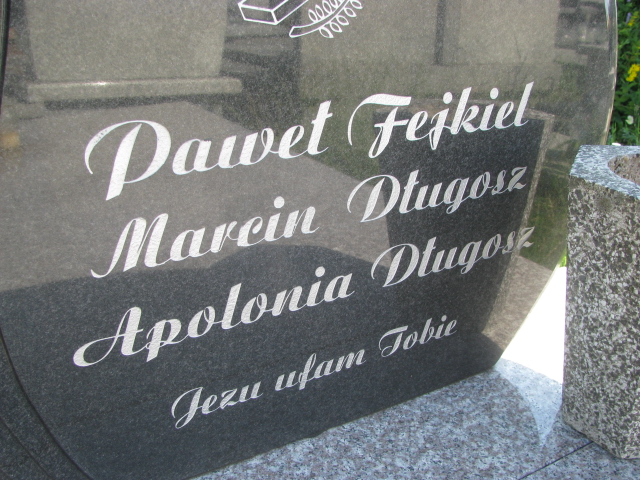 Paweł Fejkiel
Marcin Długosz
Apolonia Długosz
Jezu ufam Tobie